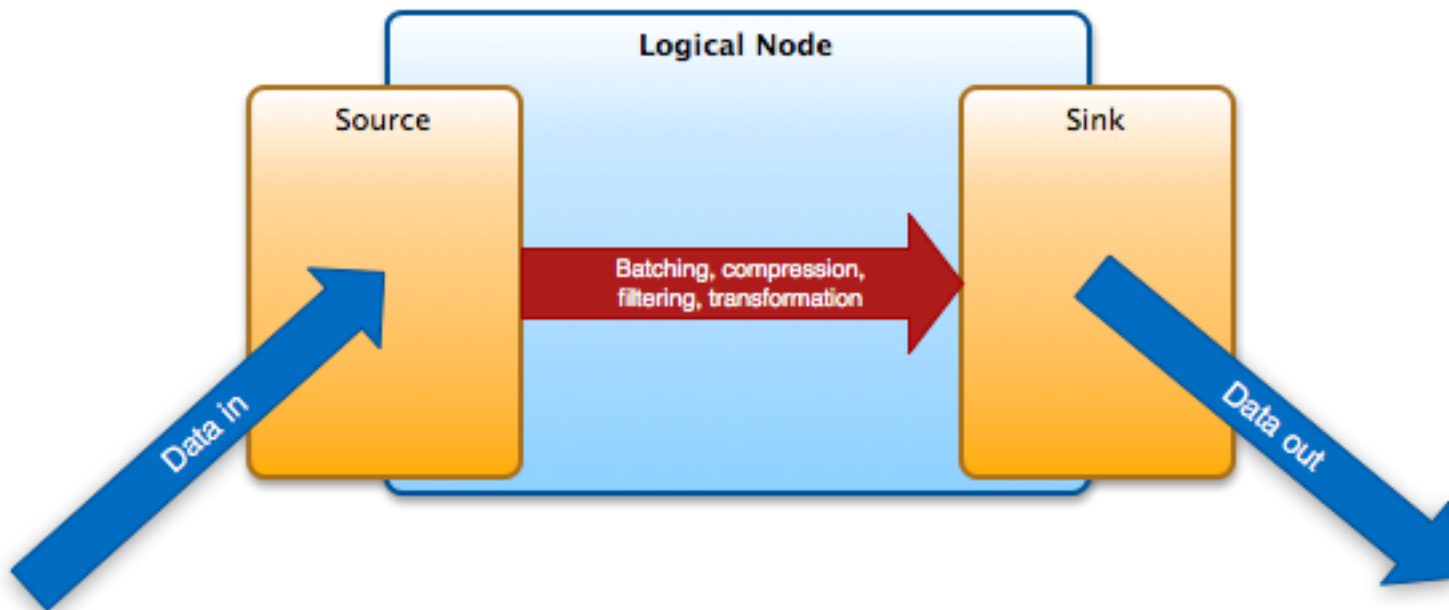 Logical Node
Source
Sink
Batching, compression,
filtering, transformation
Data in
Data out